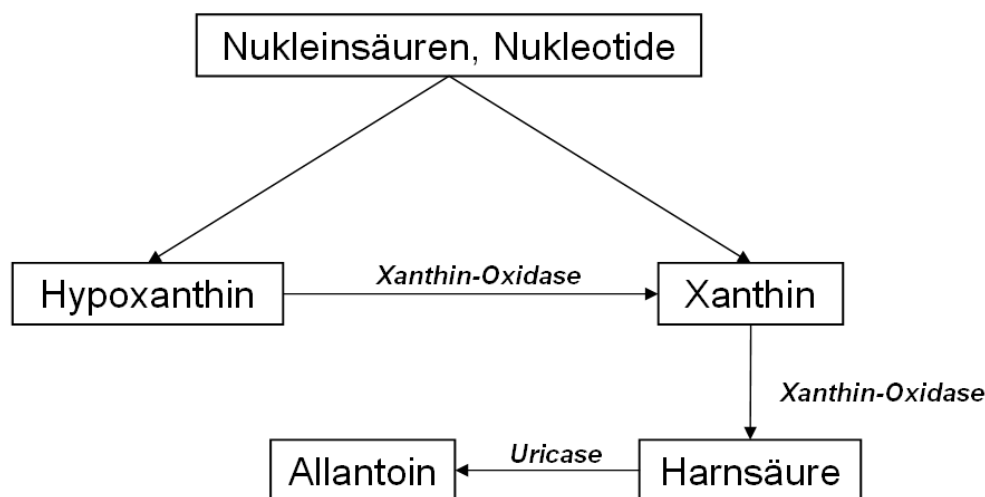 Nukleinsäuren, Nukleotide
Xanthin-Oxidase
Hypoxanthin
Xanthin
Xanthin-Oxidase
Uricase
Allantoin
Harnsäure